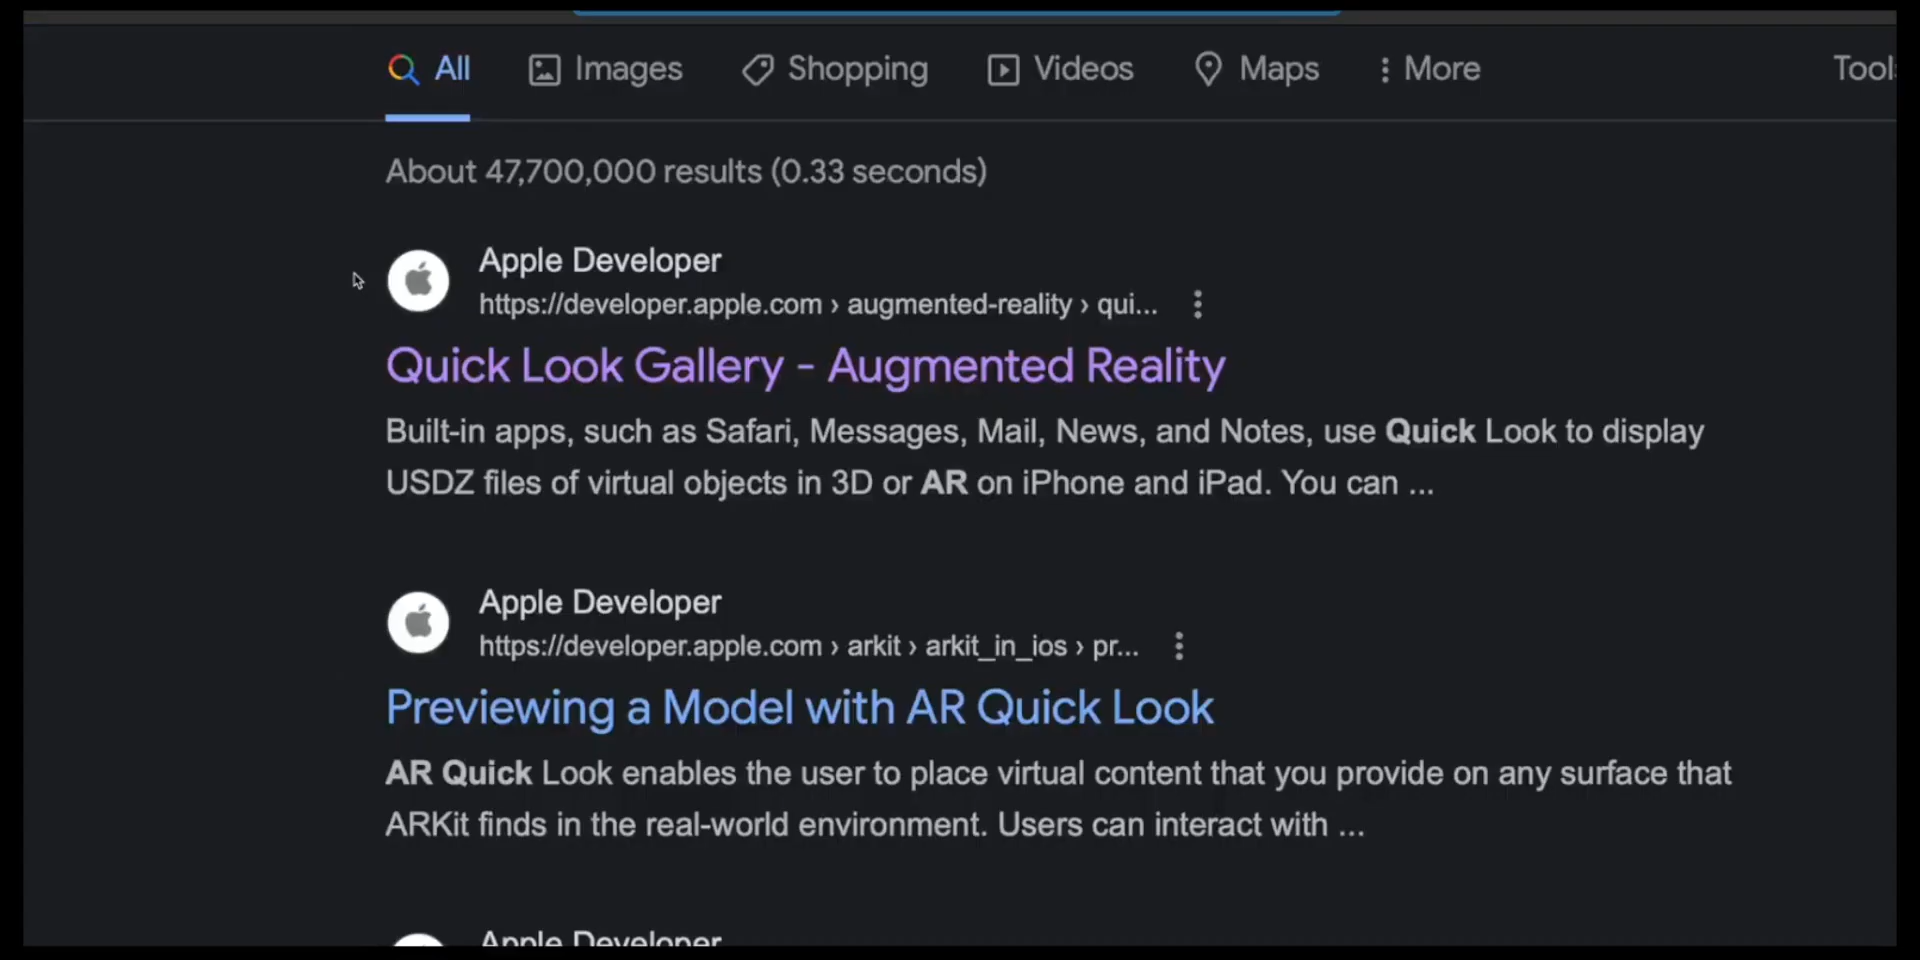 All Images Shopping Videos Maps More Tools
About 47,700,000 results (0.33 seconds)
Apple Developer
https://developer.apple.com › augmented-reality › qui...
Quick Look Gallery - Augmented Reality
Built-in apps, such as Safari, Messages, Mail, News, and Notes, use Quick Look to display
USDZ files of virtual objects in 3D or AR on iPhone and iPad. You can ...
Apple Developer
https://developer.apple.com › arkit › arkit_in_ios › pr...
Previewing a Model with AR Quick Look
AR Quick Look enables the user to place virtual content that you provide on any surface that
ARKit finds in the real-world environment. Users can interact with ...
Apple Developer